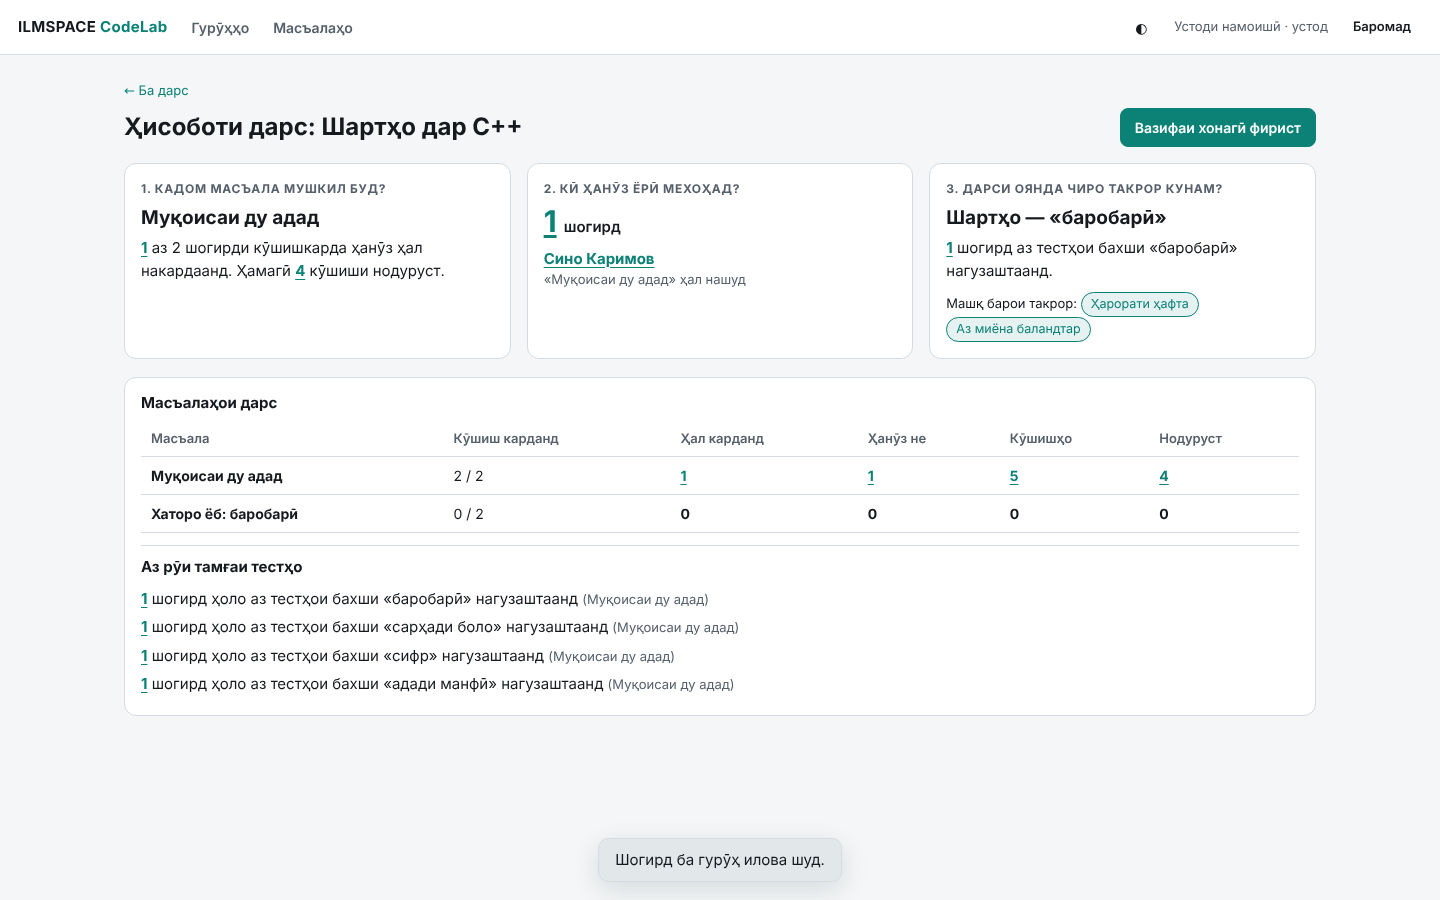 ILMSPACE CodeLab Гурӯҳҳо Масъалаҳо Устоди намоишӣ · устод Баромад
← Ба дарс
Ҳисоботи дарс: Шартҳо дар C++
Вазифаи хонагӣ фирист
1. КАДОМ МАСЪАЛА МУШКИЛ БУД?
Муқоисаи ду адад
1 аз 2 шогирди кӯшишкарда ҳанӯз ҳал
накардаанд. Ҳамагӣ 4 кӯшиши нодуруст.
2. КӢ ҲАНӮЗ ЁРӢ МЕХОҲАД?
1 шогирд
Сино Каримов
«Муқоисаи ду адад» ҳал нашуд
3. ДАРСИ ОЯНДА ЧИРО ТАКРОР КУНАМ?
Шартҳо — «баробарӣ»
1 шогирд аз тестҳои бахши «баробарӣ»
нагузаштаанд.
Машқ барои такрор: Ҳарорати ҳафта
Аз миёна баландтар
Масъалаҳои дарс
Масъала Кӯшиш карданд Ҳал карданд Ҳанӯз не Кӯшишҳо Нодуруст
Муқоисаи ду адад 2 / 2 1 1 5 4
Хаторо ёб: баробарӣ 0 / 2 0 0 0 0
Аз рӯи тамғаи тестҳо
1 шогирд ҳоло аз тестҳои бахши «баробарӣ» нагузаштаанд (Муқоисаи ду адад)
1 шогирд ҳоло аз тестҳои бахши «сарҳади боло» нагузаштаанд (Муқоисаи ду адад)
1 шогирд ҳоло аз тестҳои бахши «сифр» нагузаштаанд (Муқоисаи ду адад)
1 шогирд ҳоло аз тестҳои бахши «адади манфӣ» нагузаштаанд (Муқоисаи ду адад)
Шогирд ба гурӯҳ илова шуд.